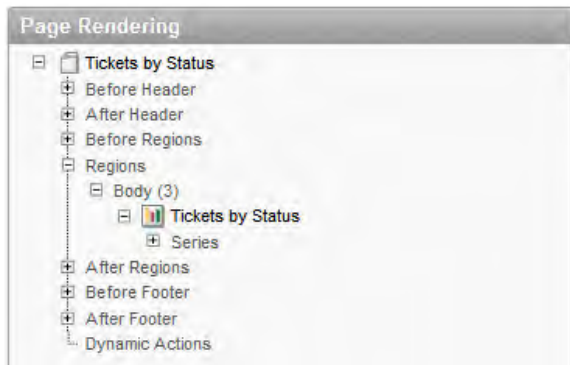 Page Rendering
Tickets by Status
Before Header
After Header
Before Regions
Regions
Body (3)
Tickets by Status
Series
After Regions
Before Footer
After Footer
Dynamic Actions